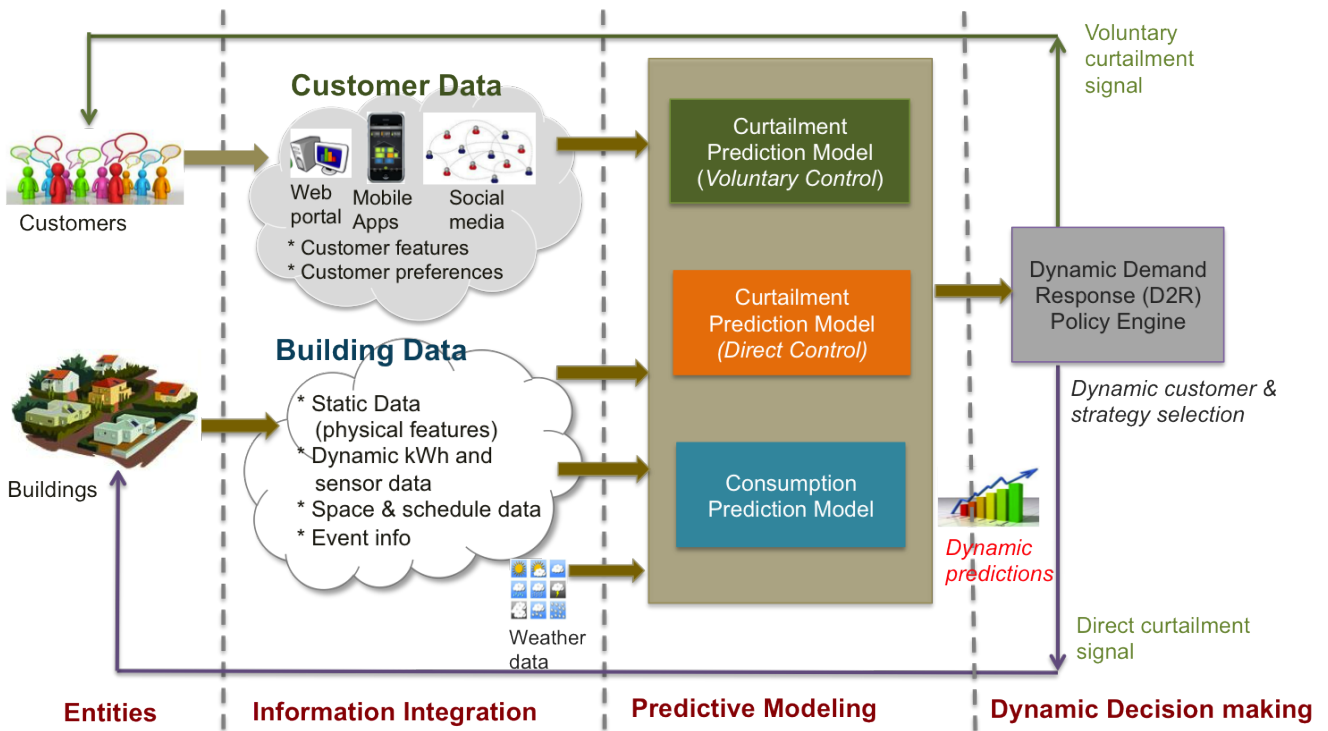 Voluntary
curtailment
signal
Customer Data
Web
portal
Mobile
Apps
Social
media
* Customer features
* Customer preferences
Customers
Curtailment
Prediction Model
(Voluntary Control)
Curtailment
Prediction Model
(Direct Control)
Consumption
Prediction Model
Dynamic Demand
Response (D2R)
Policy Engine
Dynamic customer &
strategy selection
Building Data
* Static Data
(physical features)
* Dynamic kWh and
sensor data
* Space & schedule data
* Event info
Buildings
Weather
data
Dynamic
predictions
Direct curtailment
signal
Entities
Information Integration
Predictive Modeling
Dynamic Decision making